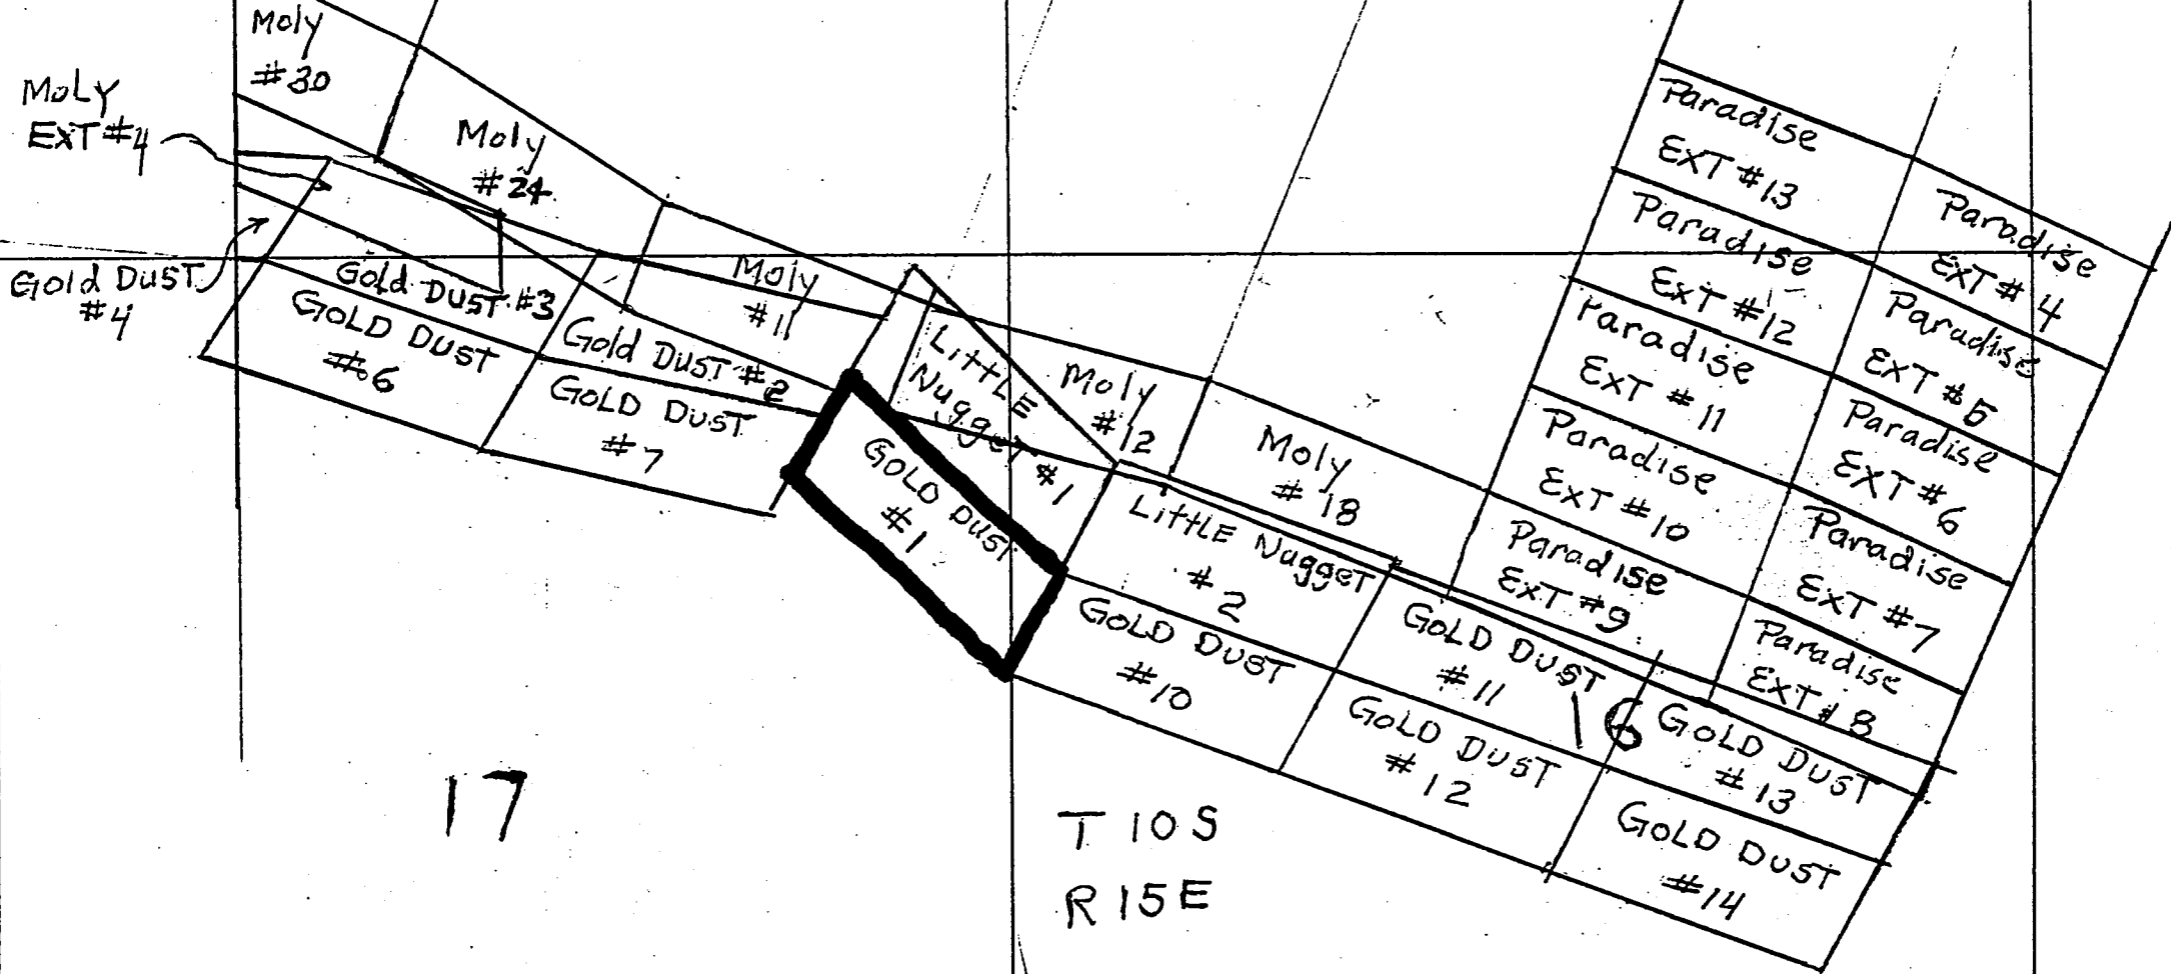 Moly
#30
MoLy
EXT #4
Moly
#24
Gold DusT
#4
Gold DUST #3
GOLD DUST
#6
Moly
#11
Gold DUST #2
GOLD DUST
#7
LITTLE
Nugget #1
GOLD DUST
#1
Moly
#12
Moly
#18
LITTLE Nugget
#2
GOLD DUST
#10
GOLD DUST
#11
GOLD DUST
#12
6
GOLD DUST
#13
GOLD DUST
#14
Paradise
EXT #13
Paradise
EXT #4
Paradise
EXT #12
Paradise
EXT #5
Paradise
EXT #11
Paradise
EXT #6
Paradise
EXT #10
Paradise
EXT #7
Paradise
EXT #9
Paradise
EXT #8
17
T 10 S
R 15 E